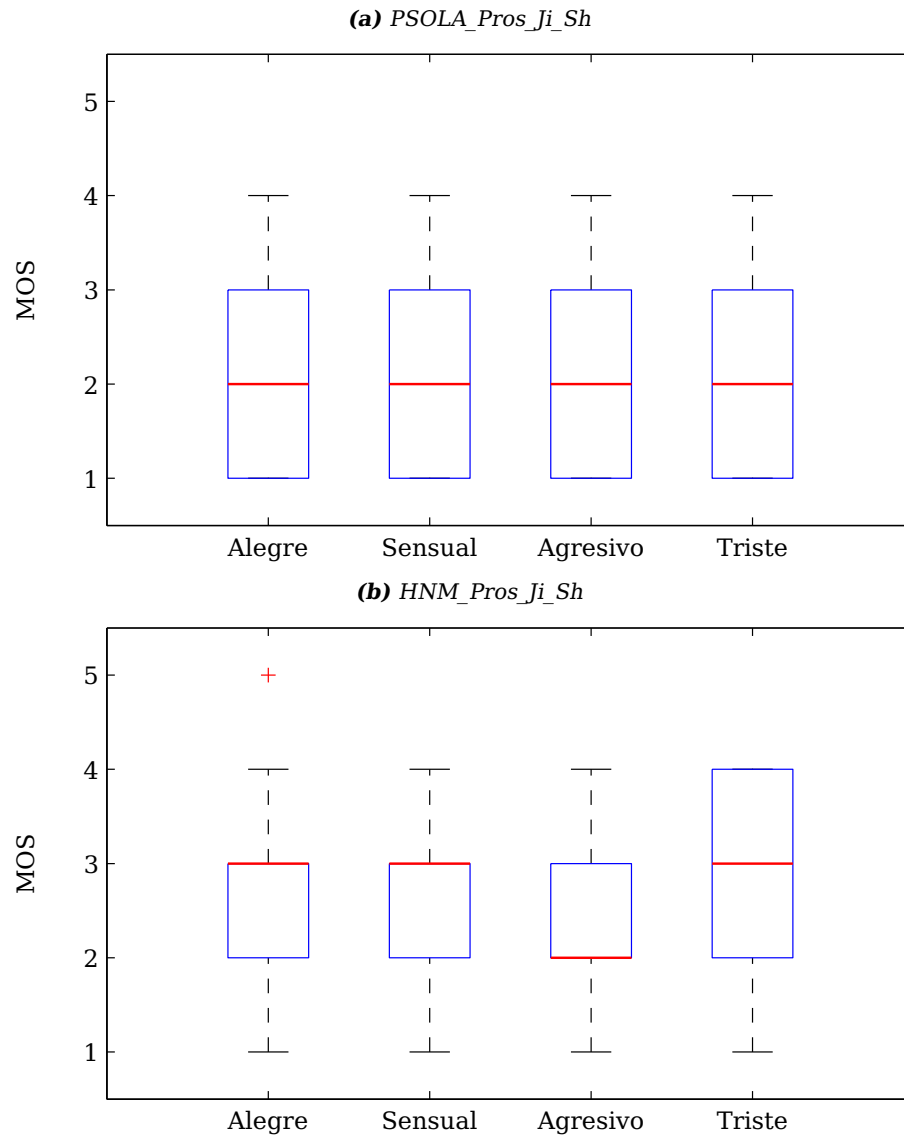 (a) PSOLA_Pros_Ji_Sh
5
4
3
2
1
MOS
Alegre Sensual Agresivo Triste
(b) HNM_Pros_Ji_Sh
5
4
3
2
1
MOS
Alegre Sensual Agresivo Triste